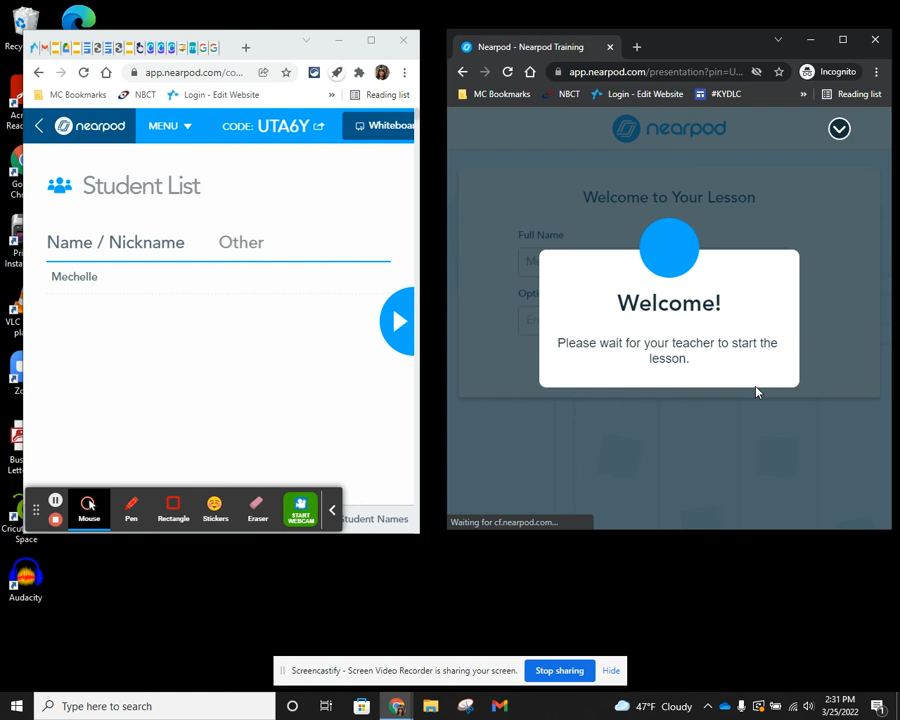 Nearpod - Nearpod Training
app.nearpod.com/co...
app.nearpod.com/presentation?pin=U...
Incognito
MC Bookmarks
NBCT
Login - Edit Website
»
Reading list
MC Bookmarks
NBCT
Login - Edit Website
#KYDLC
»
Reading list
nearpod
MENU
CODE: UTA6Y
Whiteboar
nearpod
Student List
Welcome to Your Lesson
Name / Nickname
Other
Full Name
Mechelle
Welcome!
Please wait for your teacher to start the
lesson.
Mouse
Pen
Rectangle
Stickers
Eraser
START
WEBCAM
Student Names
Waiting for cf.nearpod.com...
Space
Audacity
Screencastify - Screen Video Recorder is sharing your screen.
Stop sharing
Hide
Type here to search
47°F Cloudy
2:31 PM
3/25/2022